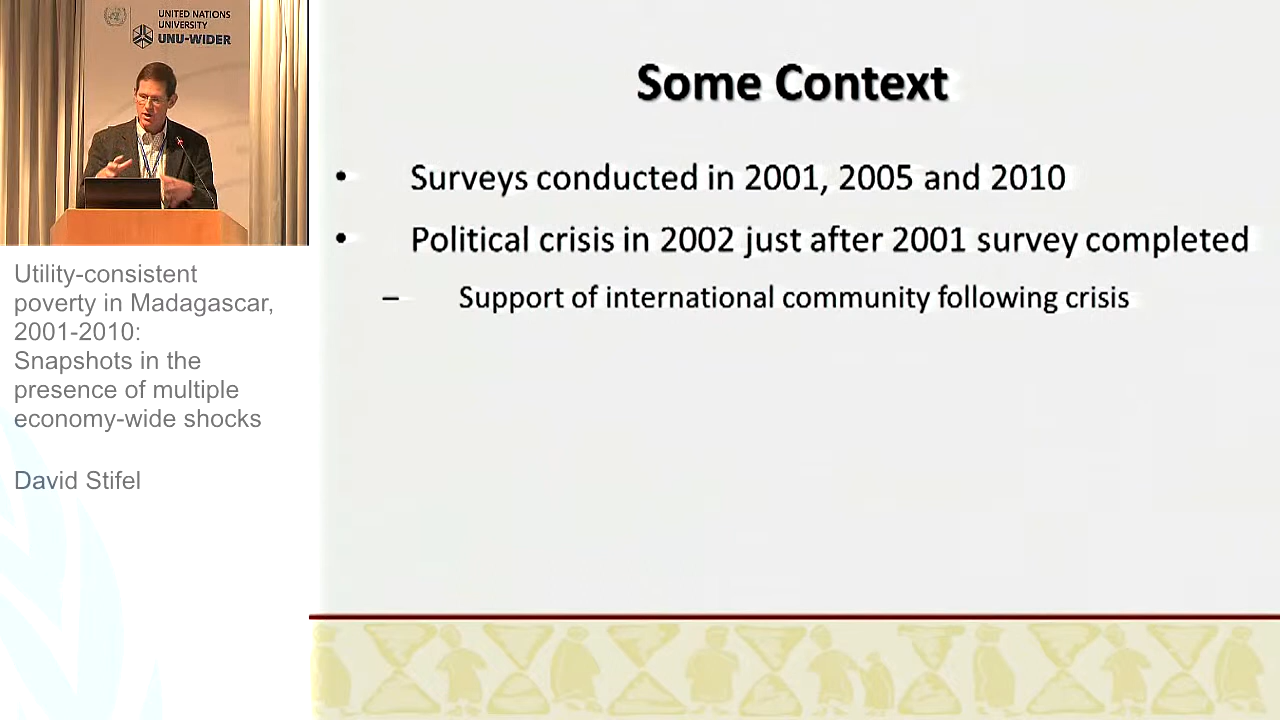 UNITED NATIONS
UNIVERSITY
UNU-WIDER
Utility-consistent
poverty in Madagascar,
2001-2010:
Snapshots in the
presence of multiple
economy-wide shocks
David Stifel
Some Context
• Surveys conducted in 2001, 2005 and 2010
• Political crisis in 2002 just after 2001 survey completed
– Support of international community following crisis